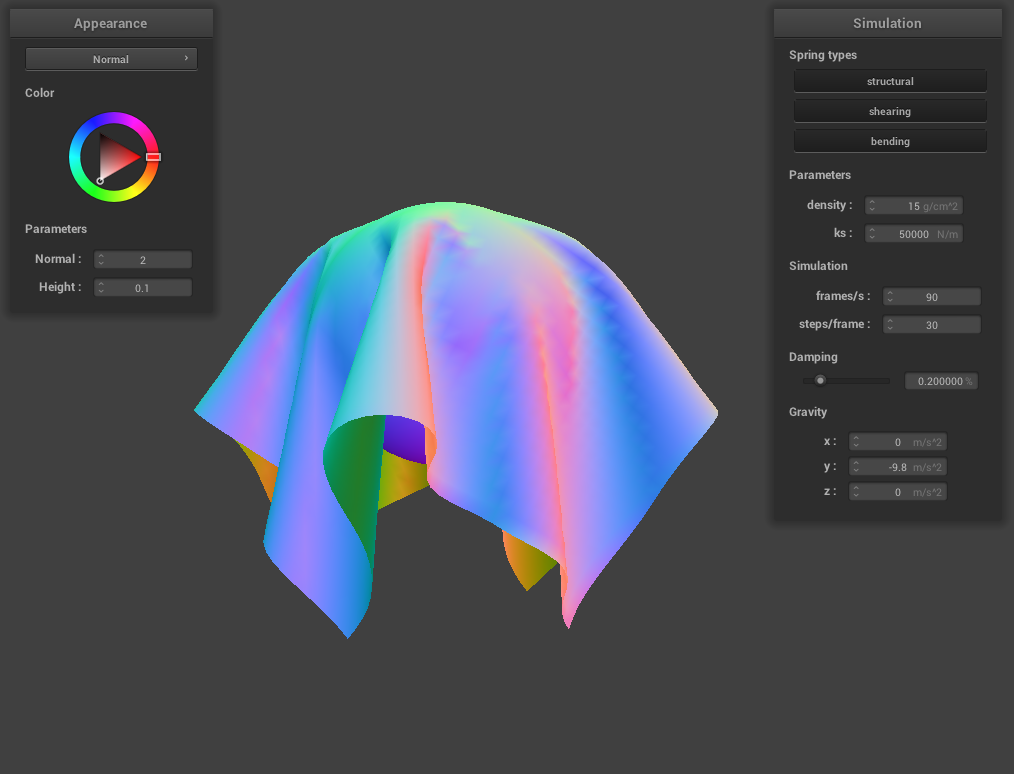 Appearance
Normal
Color
Parameters
Normal : 2
Height : 0.1
Simulation
Spring types
structural
shearing
bending
Parameters
density : 15 g/cm^2
ks : 50000 N/m
Simulation
frames/s : 90
steps/frame : 30
Damping
0.200000 %
Gravity
x : 0 m/s^2
y : -9.8 m/s^2
z : 0 m/s^2